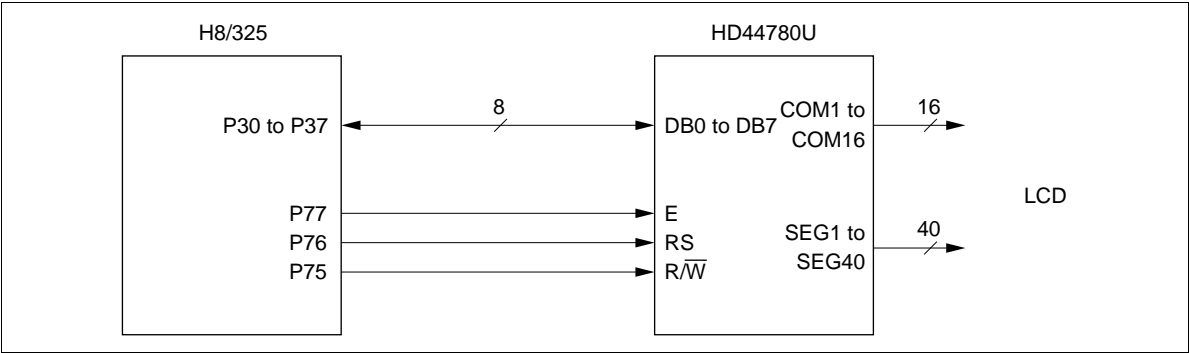 H8/325
HD44780U
8
P30 to P37
DB0 to DB7
COM1 to
COM16
16
LCD
P77
E
P76
RS
P75
R/W̅
SEG1 to
SEG40
40